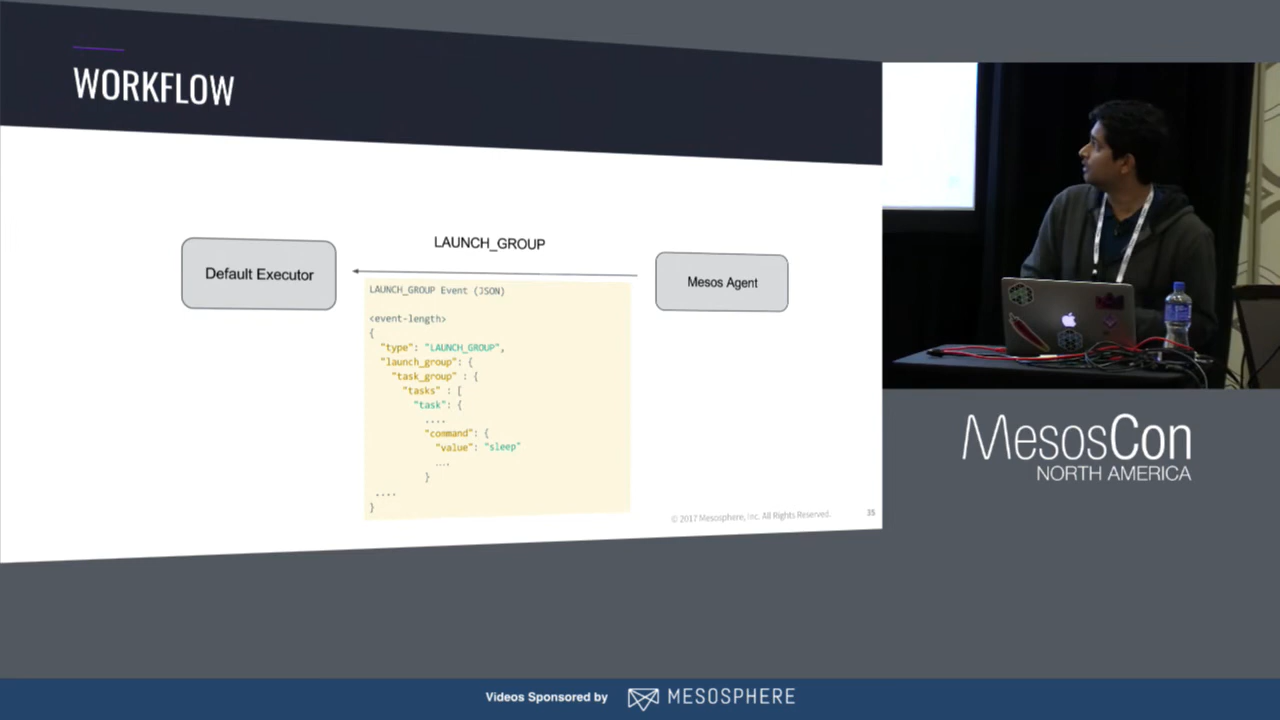 WORKFLOW
LAUNCH_GROUP
Default Executor
Mesos Agent
LAUNCH_GROUP Event (JSON)
<event-length>
{
"type": "LAUNCH_GROUP",
"launch_group": {
"task_group" : {
"tasks" : [
"task": {
....
"command": {
"value": "sleep"
....
}
....
}
© 2017 Mesosphere, Inc. All Rights Reserved.
35
MesosCon
NORTH AMERICA
Videos Sponsored by MESOSPHERE